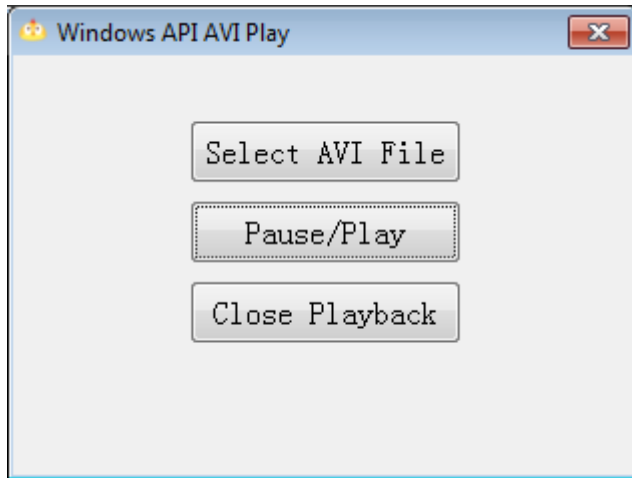 Windows API AVI Play
Select AVI File
Pause/Play
Close Playback